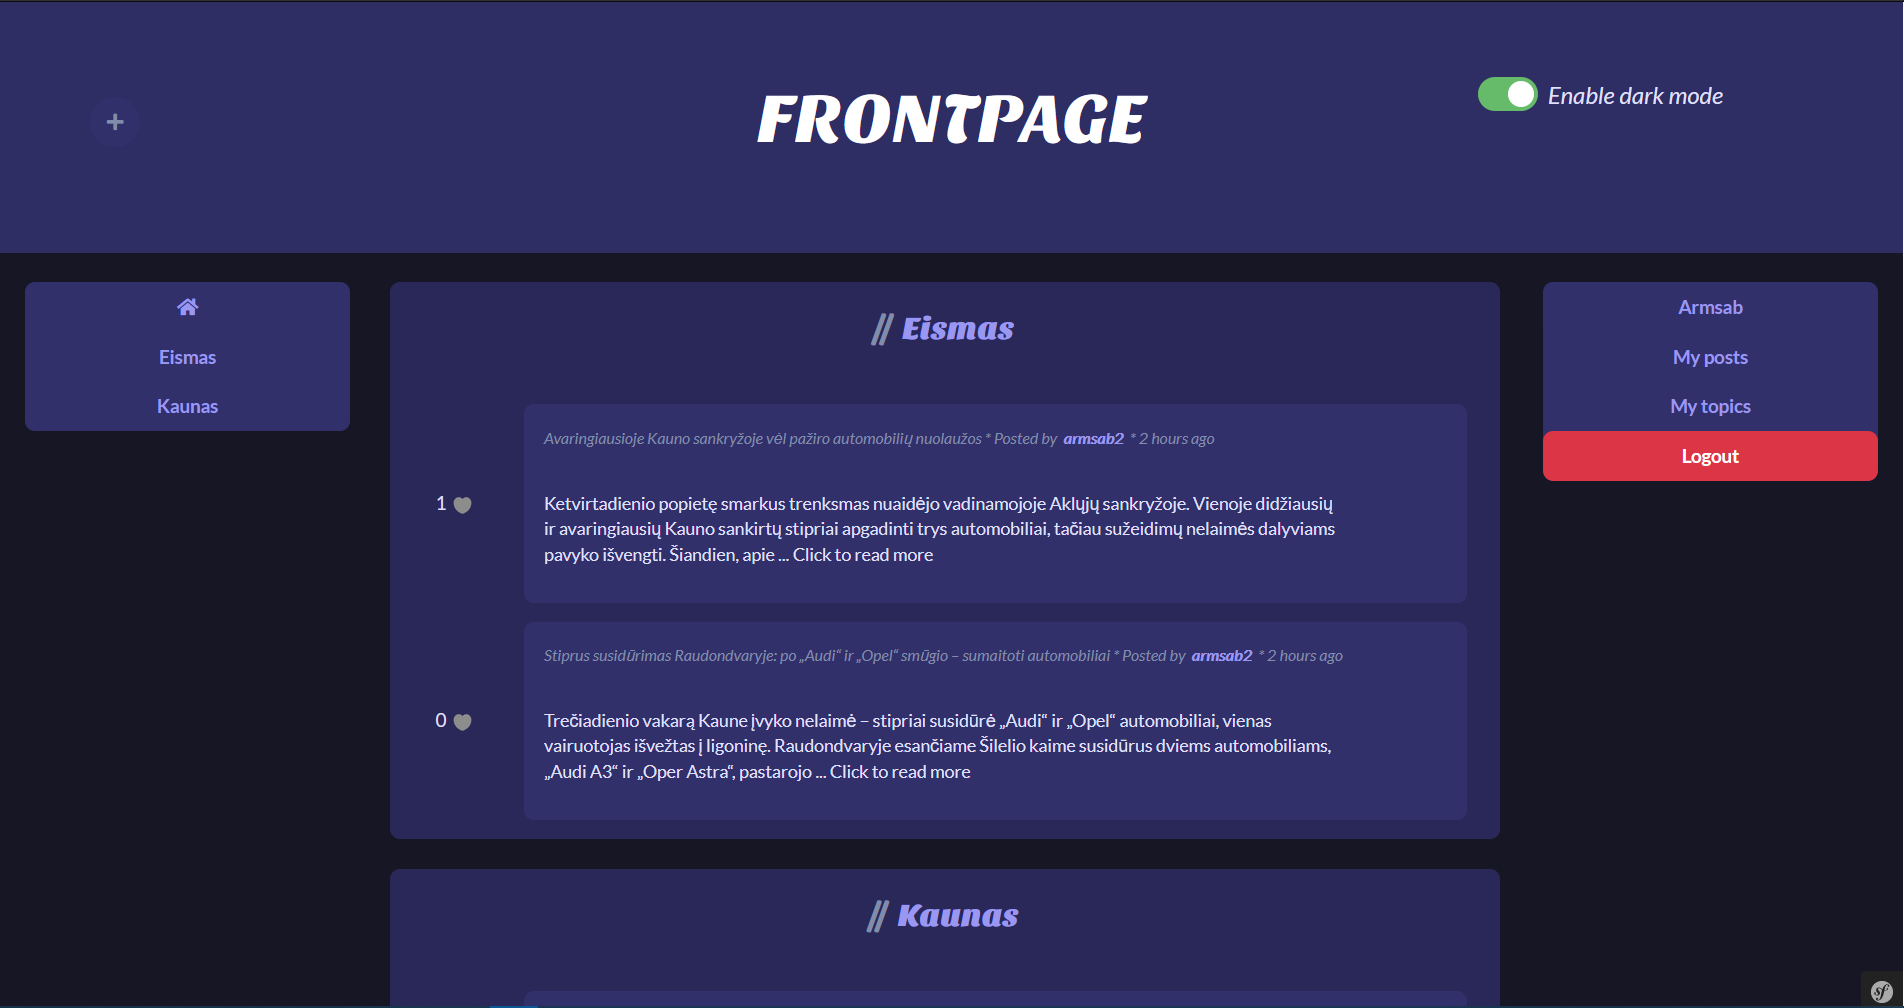 FRONTPAGE
Enable dark mode
Eismas
Kaunas
// Eismas
Avaringiausioje Kauno sankryžoje vėl pažiro automobilių nuolaužos * Posted by armsab2 * 2 hours ago
1
Ketvirtadienio popietę smarkus trenksmas nuaidėjo vadinamojoje Aklųjų sankryžoje. Vienoje didžiausių
ir avaringiausių Kauno sankirtų stipriai apgadinti trys automobiliai, tačiau sužeidimų nelaimės dalyviams
pavyko išvengti. Šiandien, apie ... Click to read more
Stiprus susidūrimas Raudondvaryje: po „Audi“ ir „Opel“ smūgio – sumaitoti automobiliai * Posted by armsab2 * 2 hours ago
0
Trečiadienio vakarą Kaune įvyko nelaimė – stipriai susidūrė „Audi“ ir „Opel“ automobiliai, vienas
vairuotojas išvežtas į ligoninę. Raudondvaryje esančiame Šilelio kaime susidūrus dviems automobiliams,
„Audi A3“ ir „Oper Astra“, pastarojo ... Click to read more
// Kaunas
Armsab
My posts
My topics
Logout
sf